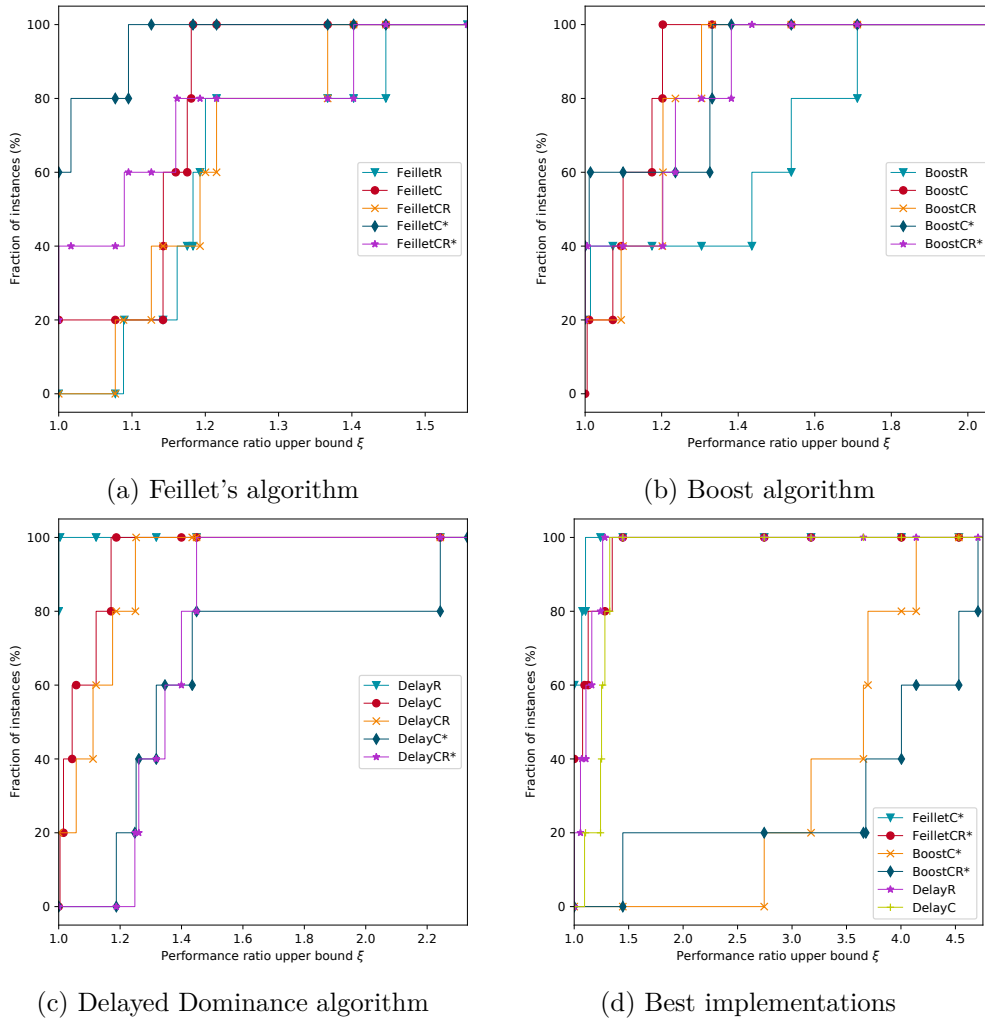 100
80
60
40
20
0
Fraction of instances (%)
FeilletR
FeilletC
FeilletCR
FeilletC*
FeilletCR*
1.0 1.1 1.2 1.3 1.4 1.5
Performance ratio upper bound ξ
(a) Feillet's algorithm
100
80
60
40
20
0
Fraction of instances (%)
BoostR
BoostC
BoostCR
BoostC*
BoostCR*
1.0 1.2 1.4 1.6 1.8 2.0
Performance ratio upper bound ξ
(b) Boost algorithm
100
80
60
40
20
0
Fraction of instances (%)
DelayR
DelayC
DelayCR
DelayC*
DelayCR*
1.0 1.2 1.4 1.6 1.8 2.0 2.2
Performance ratio upper bound ξ
(c) Delayed Dominance algorithm
100
80
60
40
20
0
Fraction of instances (%)
FeilletC*
FeilletCR*
BoostC*
BoostCR*
DelayR
DelayC
1.0 1.5 2.0 2.5 3.0 3.5 4.0 4.5
Performance ratio upper bound ξ
(d) Best implementations